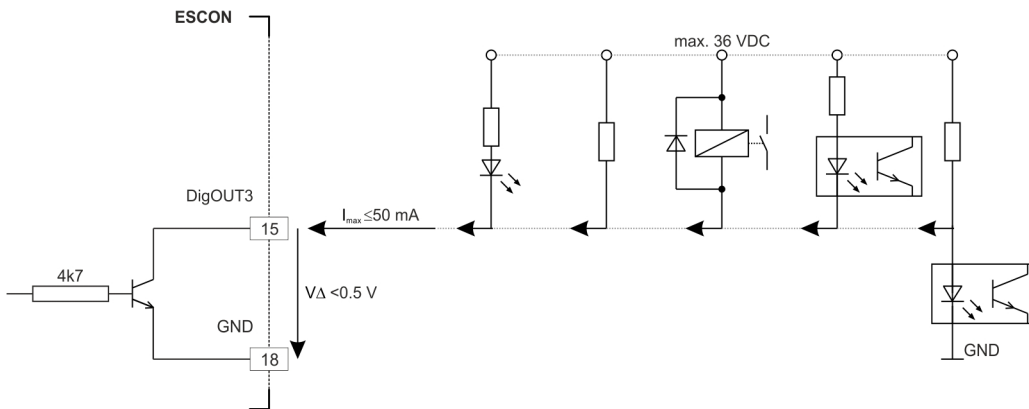 ESCON
max. 36 VDC
DigOUT3
15
Imax ≤50 mA
4k7
VΔ <0.5 V
GND
18
GND